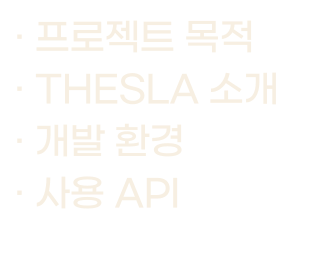 · 프로젝트 목적
· THESLA 소개
· 개발 환경
· 사용 API